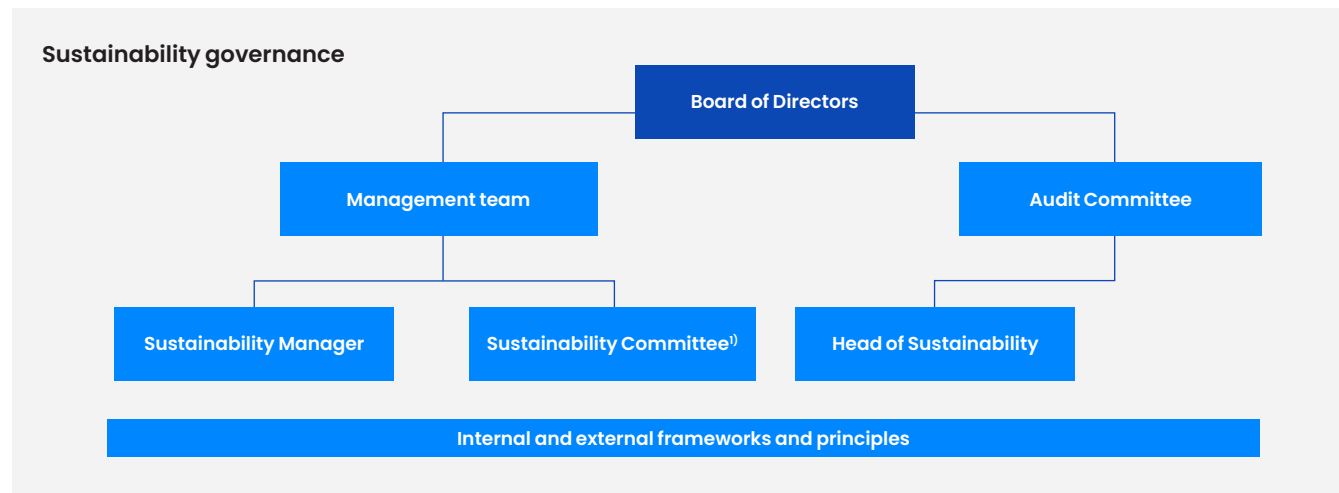 Sustainability governance
Board of Directors
Management team
Audit Committee
Sustainability Manager
Sustainability Committee¹⁾
Head of Sustainability
Internal and external frameworks and principles